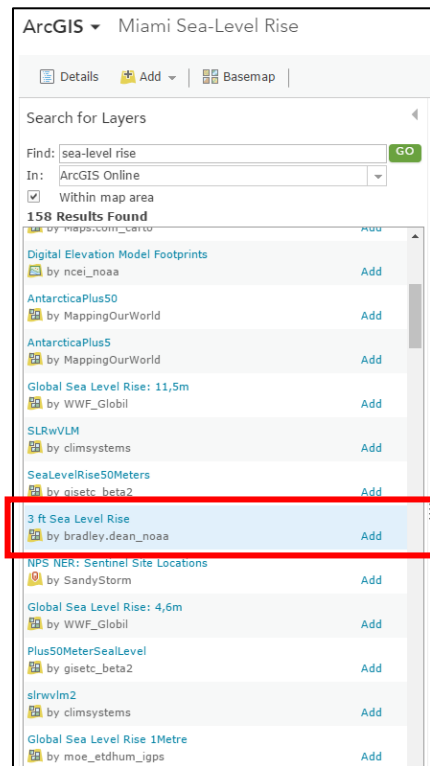 ArcGIS Miami Sea-Level Rise
Details Add Basemap
Search for Layers
Find: sea-level rise GO
In: ArcGIS Online
Within map area
158 Results Found
by Maps.com_carto Add
Digital Elevation Model Footprints
by ncei_noaa Add
AntarcticaPlus50
by MappingOurWorld Add
AntarcticaPlus5
by MappingOurWorld Add
Global Sea Level Rise: 11,5m
by WWF_Globil Add
SLRwVLM
by climsystems Add
SeaLevelRise50Meters
by gisetc_beta2 Add
3 ft Sea Level Rise
by bradley.dean_noaa Add
NPS NER: Sentinel Site Locations
by SandyStorm Add
Global Sea Level Rise: 4,6m
by WWF_Globil Add
Plus50MeterSealLevel
by gisetc_beta2 Add
slrwvlm2
by climsystems Add
Global Sea Level Rise 1Metre
by moe_etdhum_igps Add